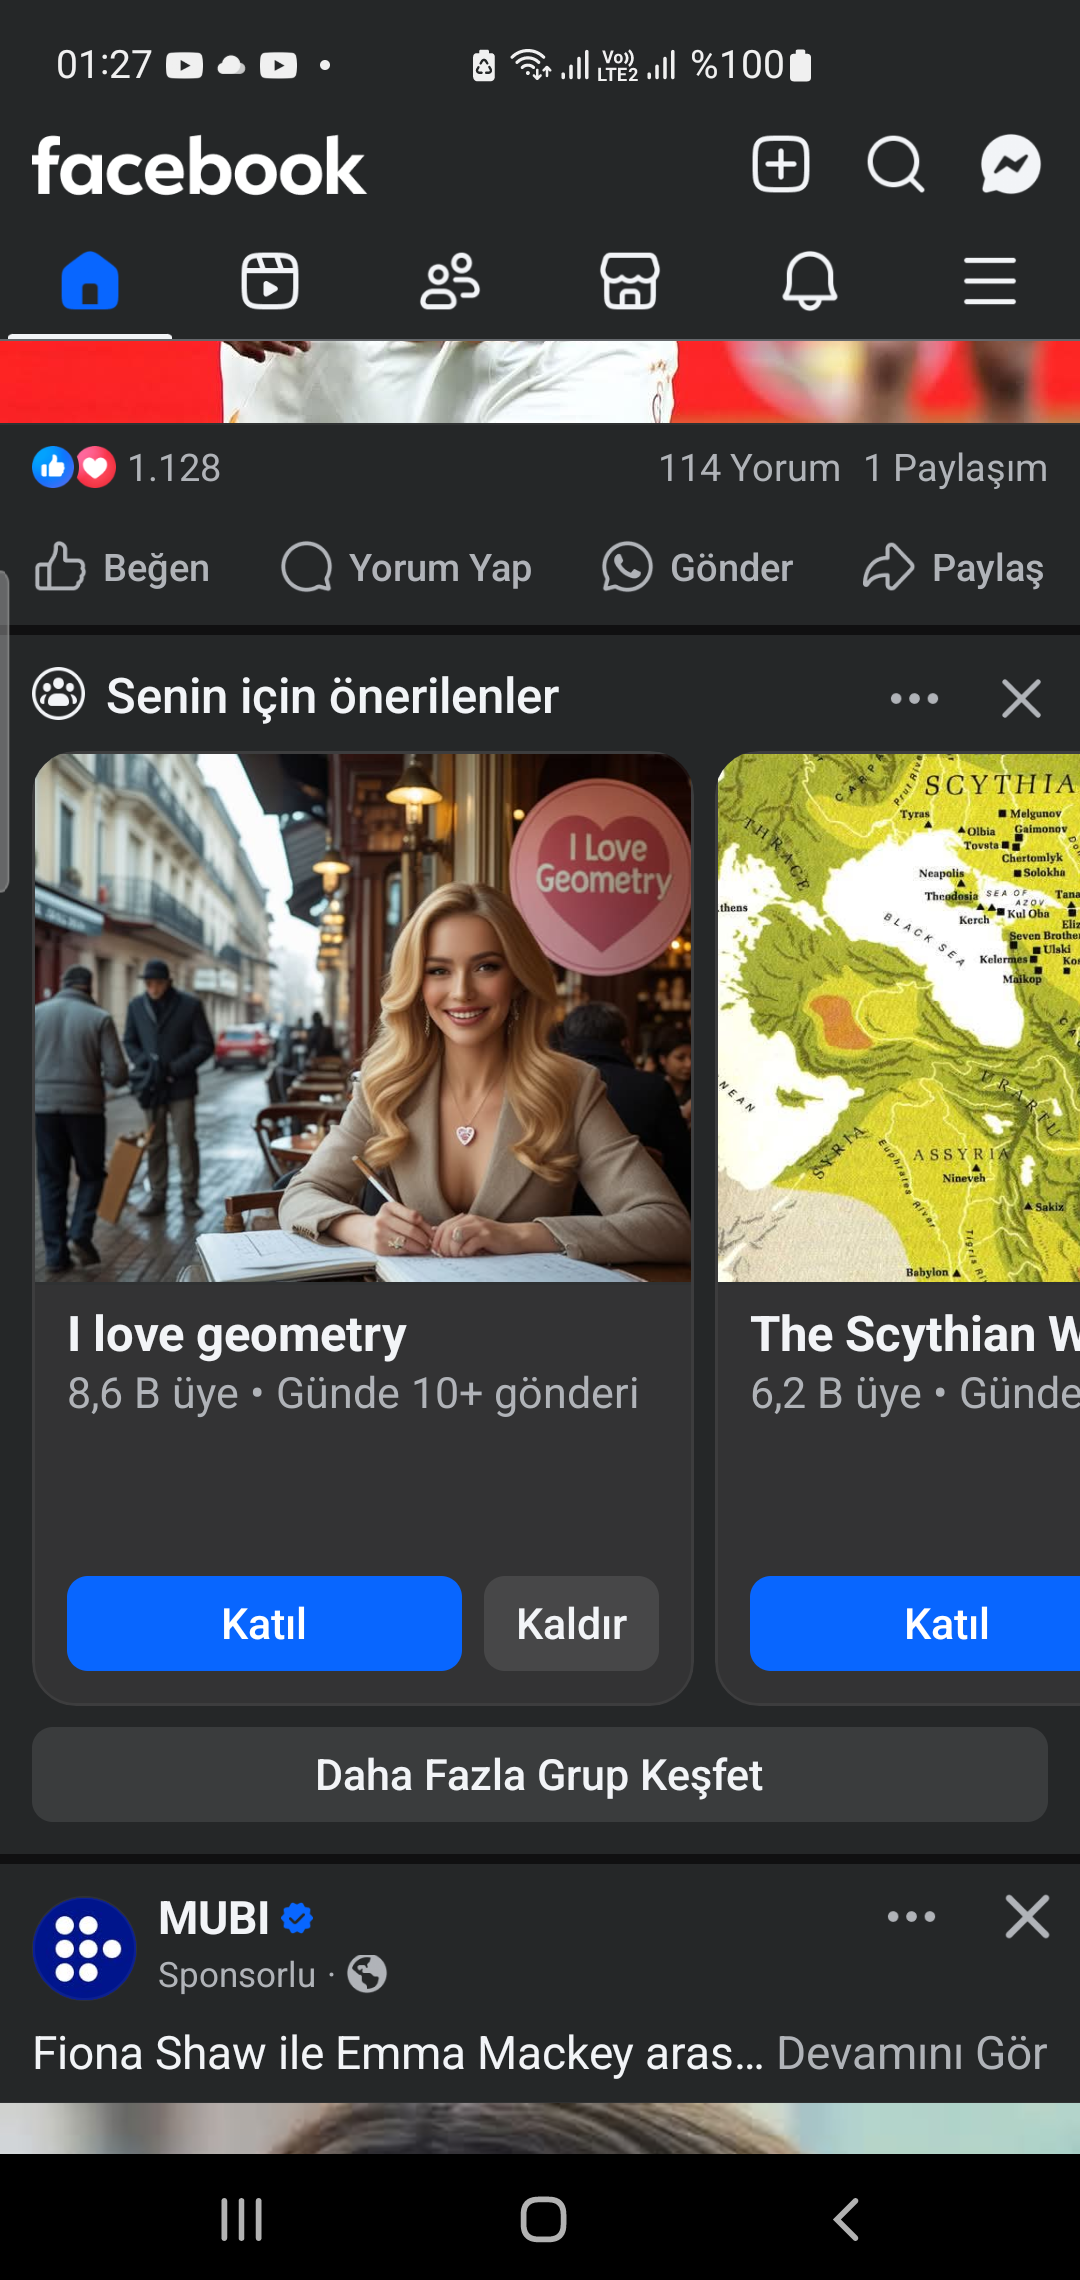 01:27 Vo)) LTE2 %100
facebook
1.128 114 Yorum 1 Paylaşım
Beğen Yorum Yap Gönder Paylaş
Senin için önerilenler
I Love
Geometry
SCYTHIA
THRACE
Tyras
Melgunov
Olbia
Gaimonov
Tovsta
Chertomlyk
Solokha
Neapolis
Theodosia
SEA OF
AZOV
Tana
Kerch
Kul Oba
BLACK SEA
Seven Brothe
Ulski
Kelermes
Maikop
URARTU
SYRIA
ASSYRIA
Nineveh
Euphrates River
Sakiz
Babylon
I love geometry
8,6 B üye • Günde 10+ gönderi
Katıl Kaldır
The Scythian W
6,2 B üye • Günde
Katıl
Daha Fazla Grup Keşfet
MUBI
Sponsorlu ·
Fiona Shaw ile Emma Mackey aras... Devamını Gör